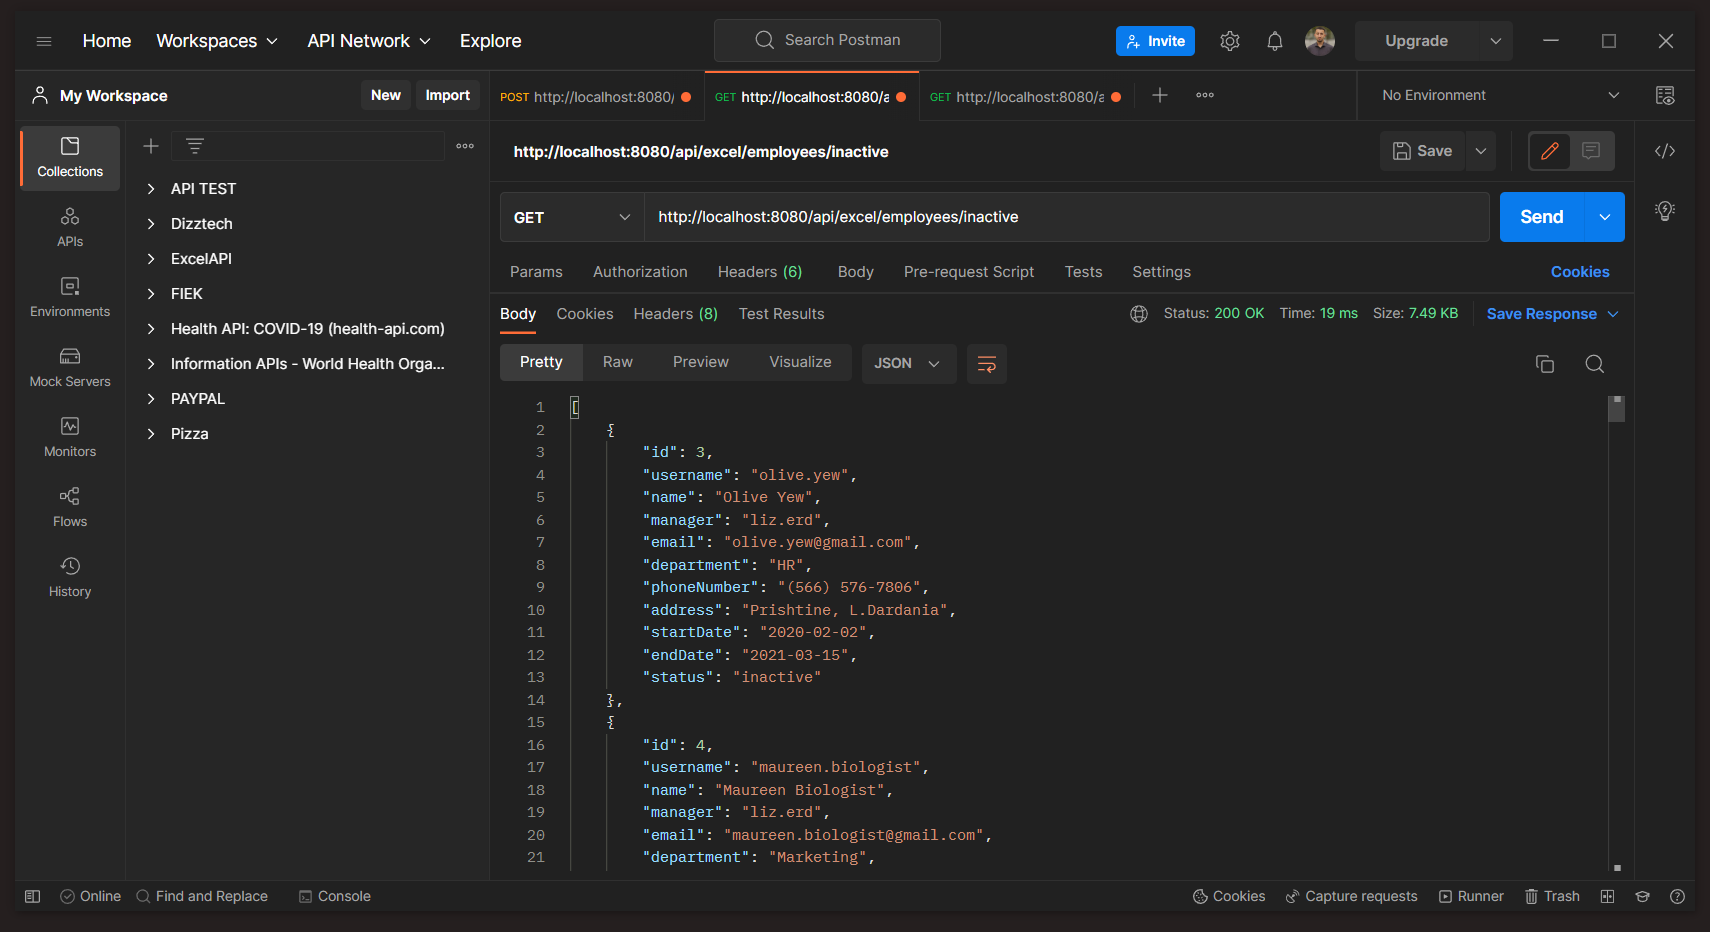 Home Workspaces API Network Explore Search Postman Invite Upgrade
My Workspace New Import POST http://localhost:8080/ GET http://localhost:8080/a GET http://localhost:8080/a No Environment
Collections
APIs
Environments
Mock Servers
Monitors
Flows
History
API TEST
Dizztech
ExcelAPI
FIEK
Health API: COVID-19 (health-api.com)
Information APIs - World Health Orga...
PAYPAL
Pizza
http://localhost:8080/api/excel/employees/inactive Save
GET http://localhost:8080/api/excel/employees/inactive Send
Params Authorization Headers (6) Body Pre-request Script Tests Settings Cookies
Body Cookies Headers (8) Test Results Status: 200 OK Time: 19 ms Size: 7.49 KB Save Response
Pretty Raw Preview Visualize JSON
1 [
2 {
3 "id": 3,
4 "username": "olive.yew",
5 "name": "Olive Yew",
6 "manager": "liz.erd",
7 "email": "olive.yew@gmail.com",
8 "department": "HR",
9 "phoneNumber": "(566) 576-7806",
10 "address": "Prishtine, L.Dardania",
11 "startDate": "2020-02-02",
12 "endDate": "2021-03-15",
13 "status": "inactive"
14 },
15 {
16 "id": 4,
17 "username": "maureen.biologist",
18 "name": "Maureen Biologist",
19 "manager": "liz.erd",
20 "email": "maureen.biologist@gmail.com",
21 "department": "Marketing",
Online Find and Replace Console Cookies Capture requests Runner Trash